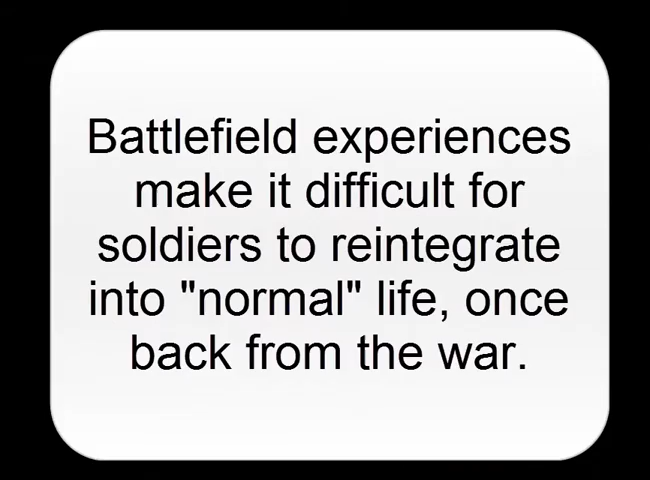 Battlefield experiences
make it difficult for
soldiers to reintegrate
into "normal" life, once
back from the war.